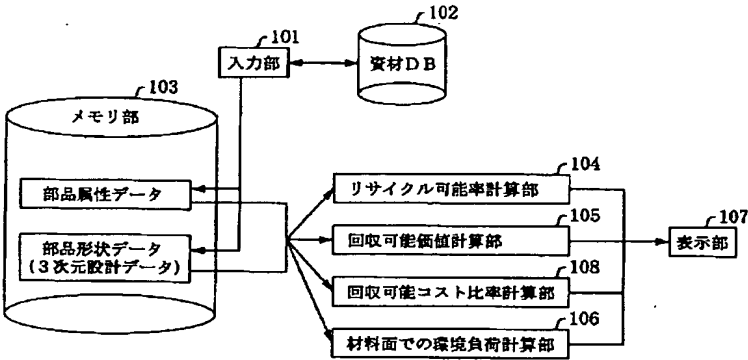 101
入力部
102
資材DB
103
メモリ部
部品属性データ
部品形状データ
(3次元設計データ)
104
リサイクル可能率計算部
105
回収可能価値計算部
108
回収可能コスト比率計算部
106
材料面での環境負荷計算部
107
表示部